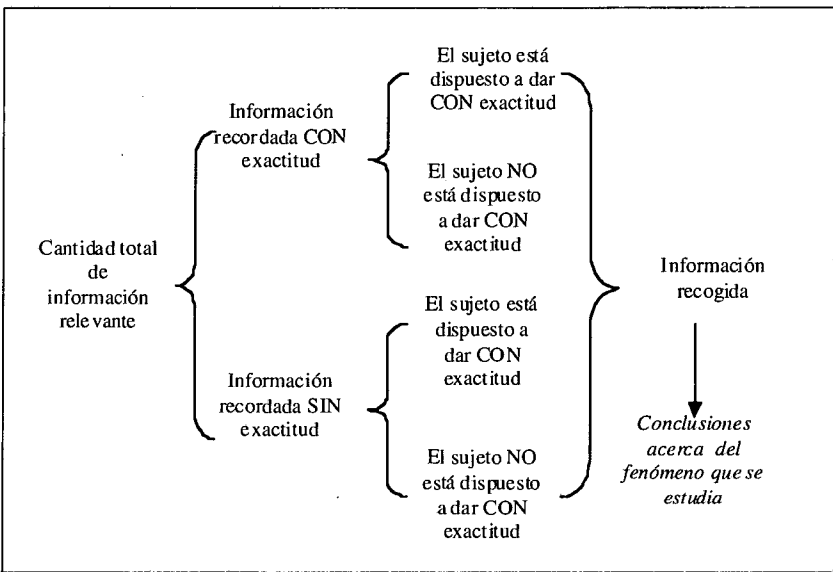 Cantidad total
de
información
relevante
Información
recordada CON
exactitud
Información
recordada SIN
exactitud
El sujeto está
dispuesto a dar
CON exactitud
El sujeto NO
está dispuesto
a dar CON
exactitud
El sujeto está
dispuesto a
dar CON
exactitud
El sujeto NO
está dispuesto
a dar CON
exactitud
Información
recogida
Conclusiones
acerca del
fenómeno que se
estudia